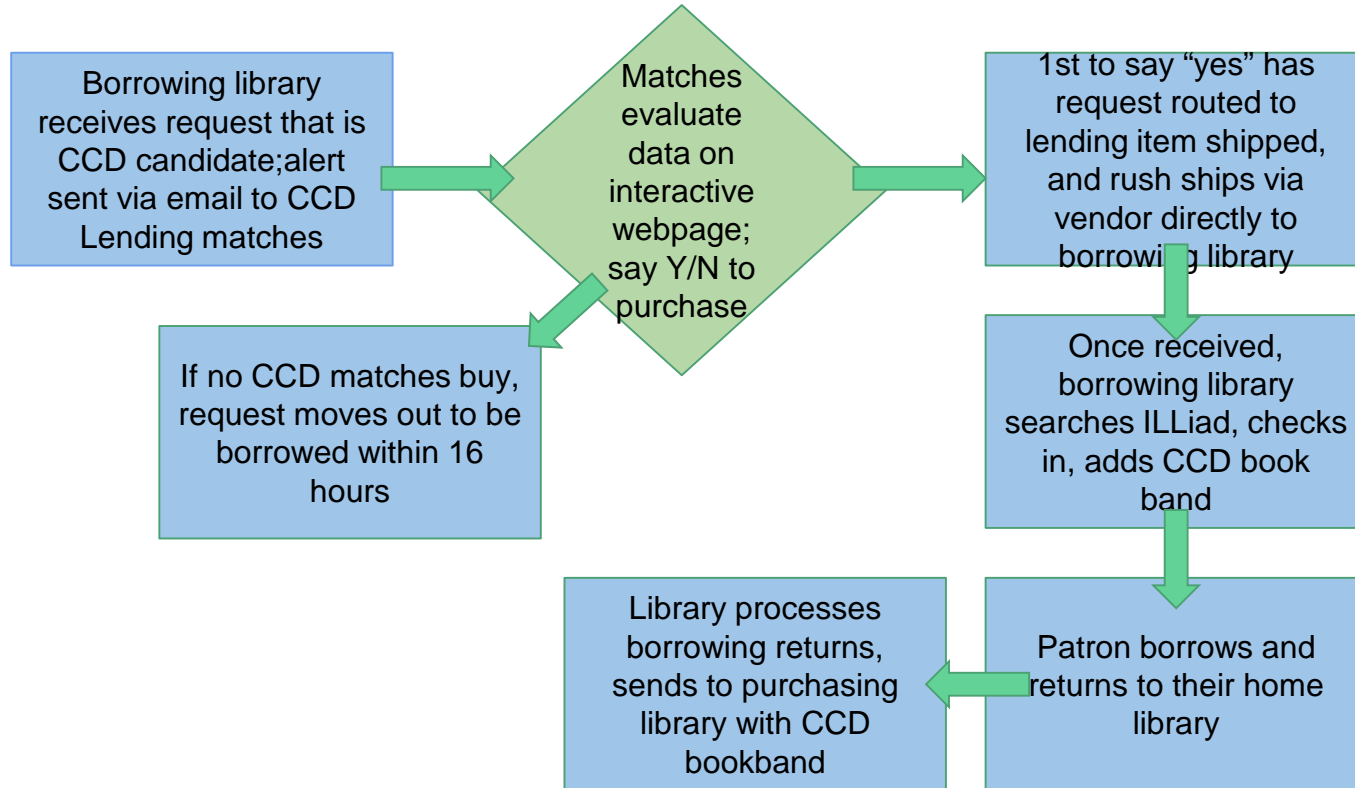 Borrowing library
receives request that is
CCD candidate;alert
sent via email to CCD
Lending matches
Matches
evaluate
data on
interactive
webpage;
say Y/N to
purchase
1st to say “yes” has
request routed to
lending item shipped,
and rush ships via
vendor directly to
borrowing library
If no CCD matches buy,
request moves out to be
borrowed within 16
hours
Once received,
borrowing library
searches ILLiad, checks
in, adds CCD book
band
Patron borrows and
returns to their home
library
Library processes
borrowing returns,
sends to purchasing
library with CCD
bookband